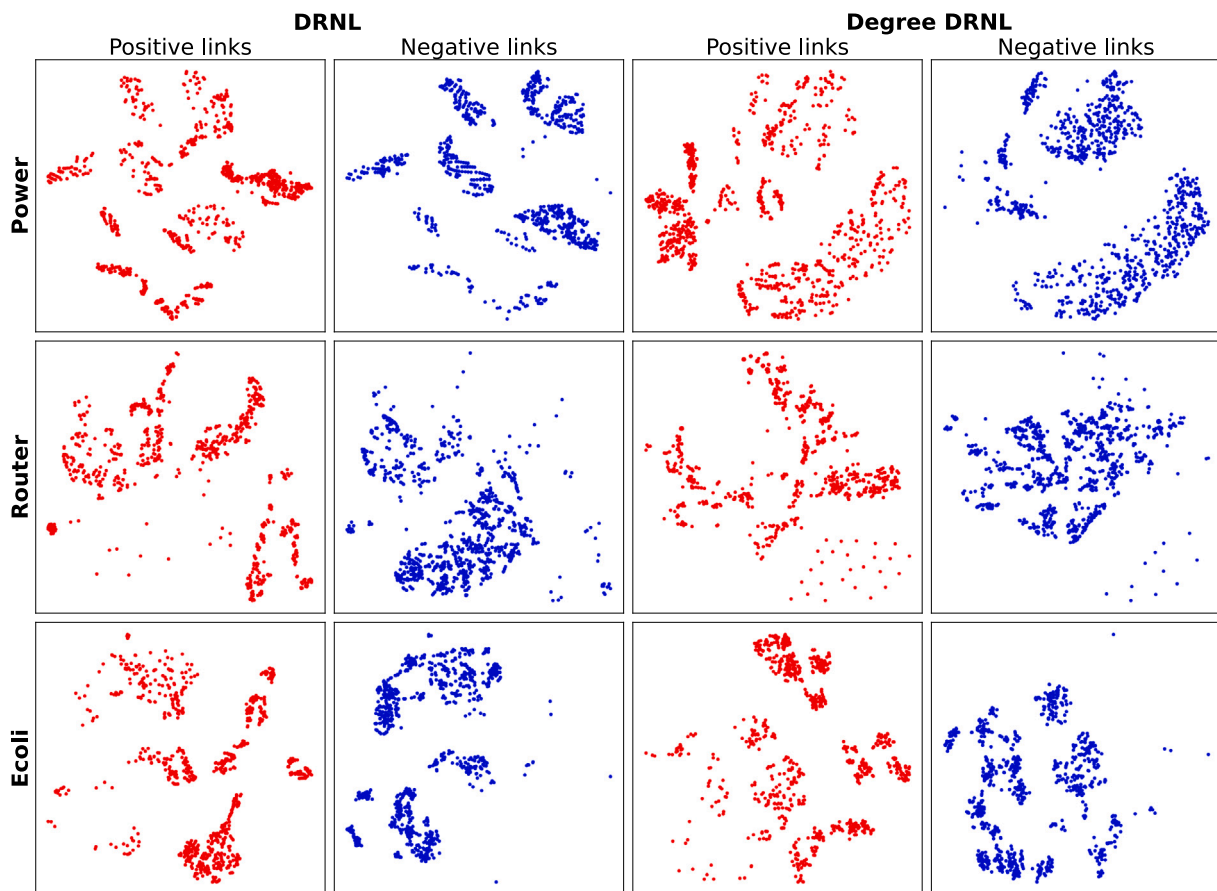 DRNL Degree DRNL
Positive links Negative links Positive links Negative links
Power
Router
Ecoli